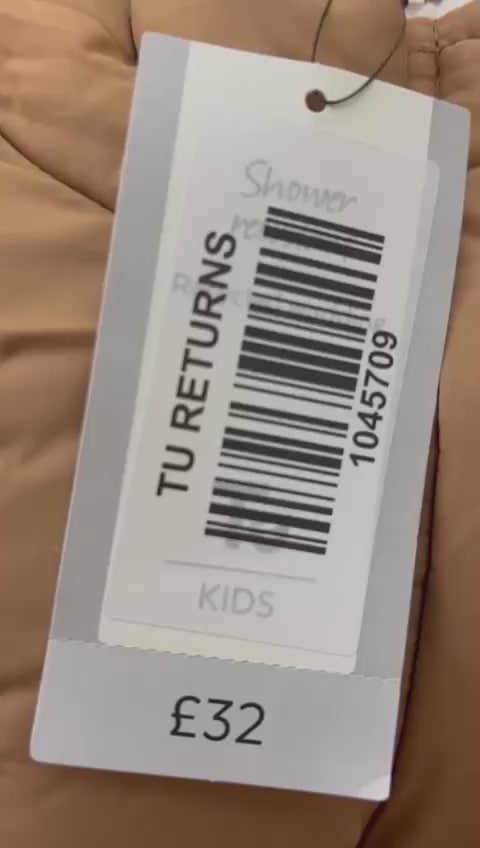 Shower
TU RETURNS
1045709
KIDS
£32